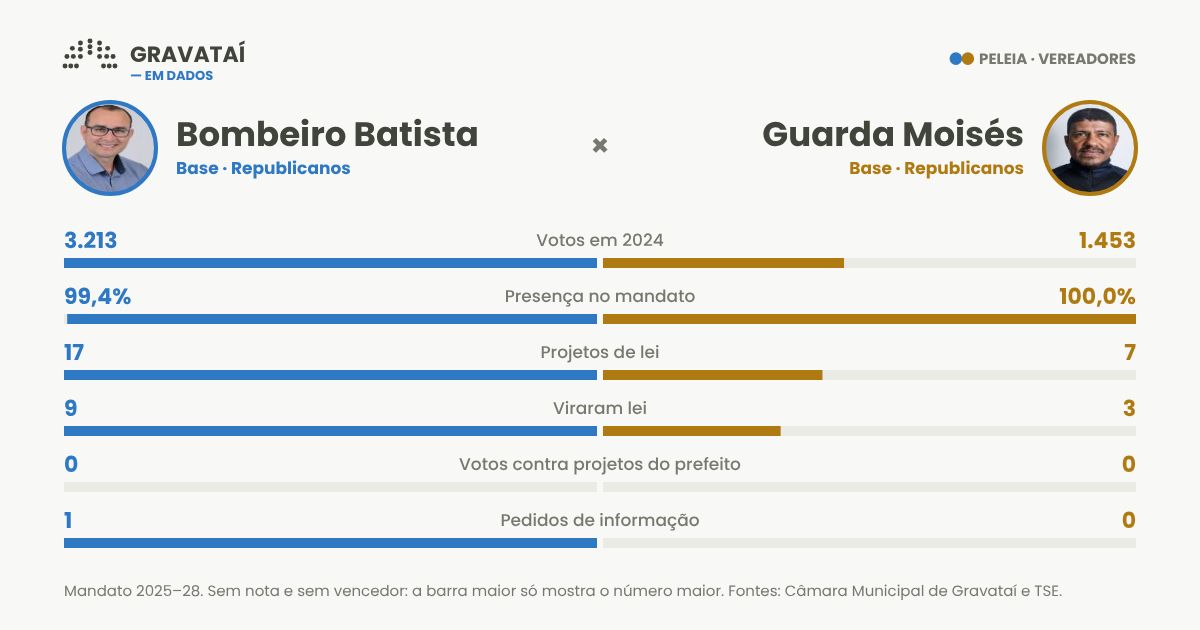 GRAVATAÍ
— EM DADOS
PELEIA · VEREADORES
Bombeiro Batista
Base · Republicanos
×
Guarda Moisés
Base · Republicanos
3.213 Votos em 2024 1.453
99,4% Presença no mandato 100,0%
17 Projetos de lei 7
9 Viraram lei 3
0 Votos contra projetos do prefeito 0
1 Pedidos de informação 0
Mandato 2025–28. Sem nota e sem vencedor: a barra maior só mostra o número maior. Fontes: Câmara Municipal de Gravataí e TSE.